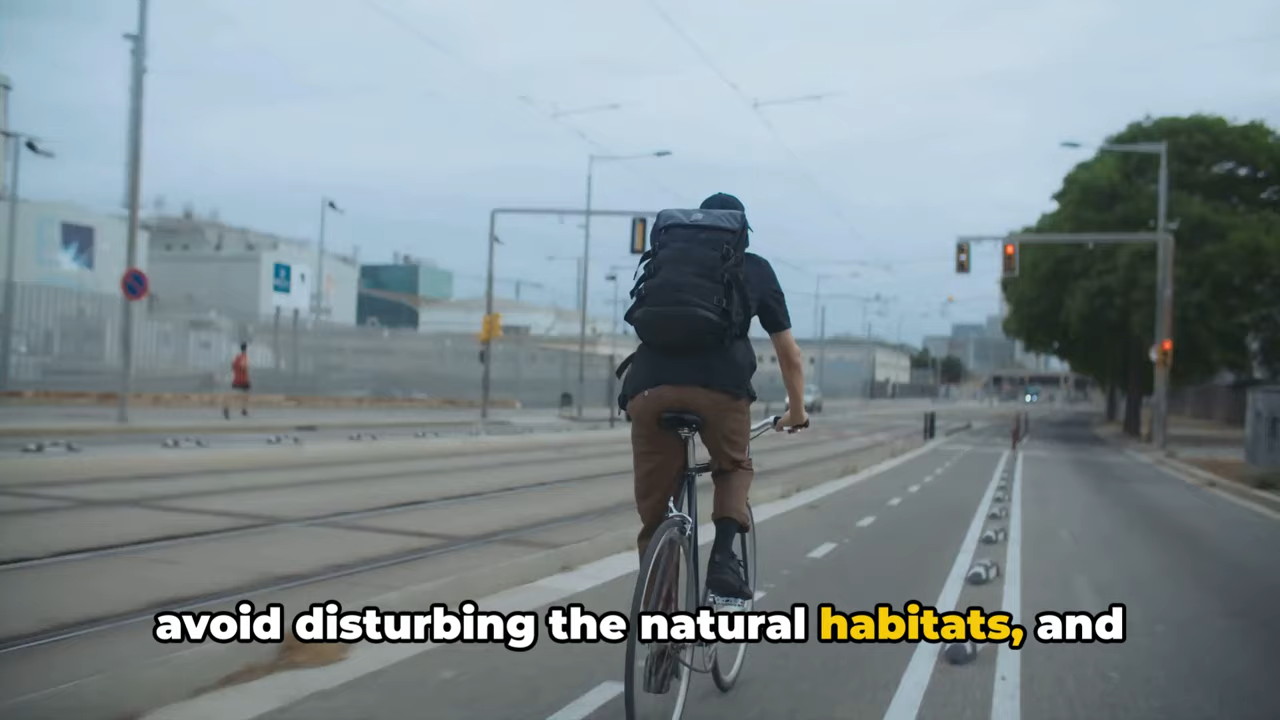 avoid disturbing the natural habitats, and